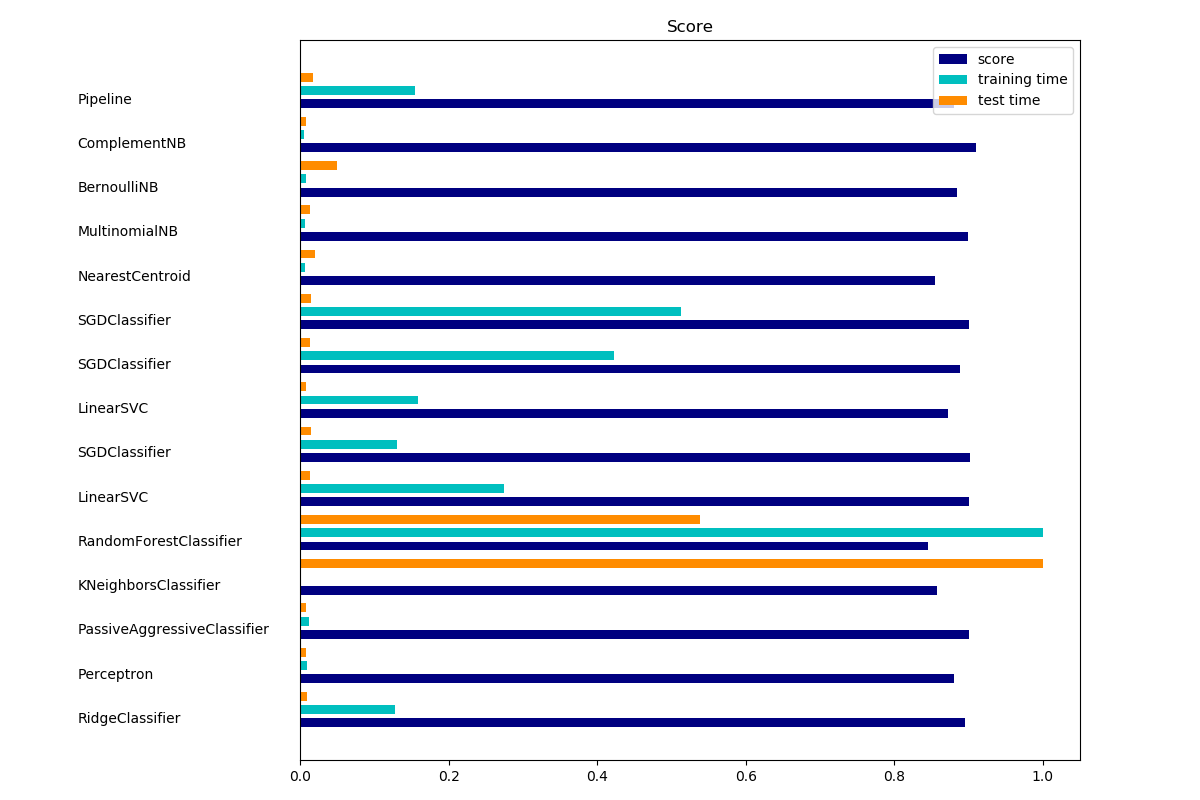 Score
score
training time
test time
Pipeline
ComplementNB
BernoulliNB
MultinomialNB
NearestCentroid
SGDClassifier
SGDClassifier
LinearSVC
SGDClassifier
LinearSVC
RandomForestClassifier
KNeighborsClassifier
PassiveAggressiveClassifier
Perceptron
RidgeClassifier
0.0 0.2 0.4 0.6 0.8 1.0